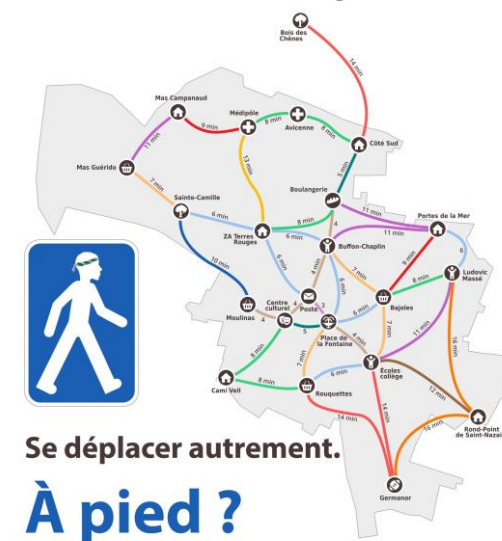 Bois des
Chênes
14 min
Mas Campanaud
Médipôle
8 min
Avicenne
8 min
9 min
11 min
Côté Sud
13 min
5 min
Mas Guérido
7 min
Sainte-Camille
Boulangerie
11 min
6 min
8 min
4
Portes de la Mer
11 min
ZA Terres
Rouges
6 min
Buffon-Chaplin
6
10 min
6 min
4 min
6 min
7 min
9 min
Ludovic
Massé
8 min
Centre
culturel
4
Poste
3
Moulinas
4
6 min
Bajoles
5
Place de
la Fontaine
4 min
7 min
11 min
16 min
8 min
7 min
Écoles
collège
6 min
Cami Vell
8 min
Rouquettes
12 min
14 min
14 min
16 min
Rond-Point
de Saint-Nazai
Germanor
Se déplacer autrement.
À pied ?